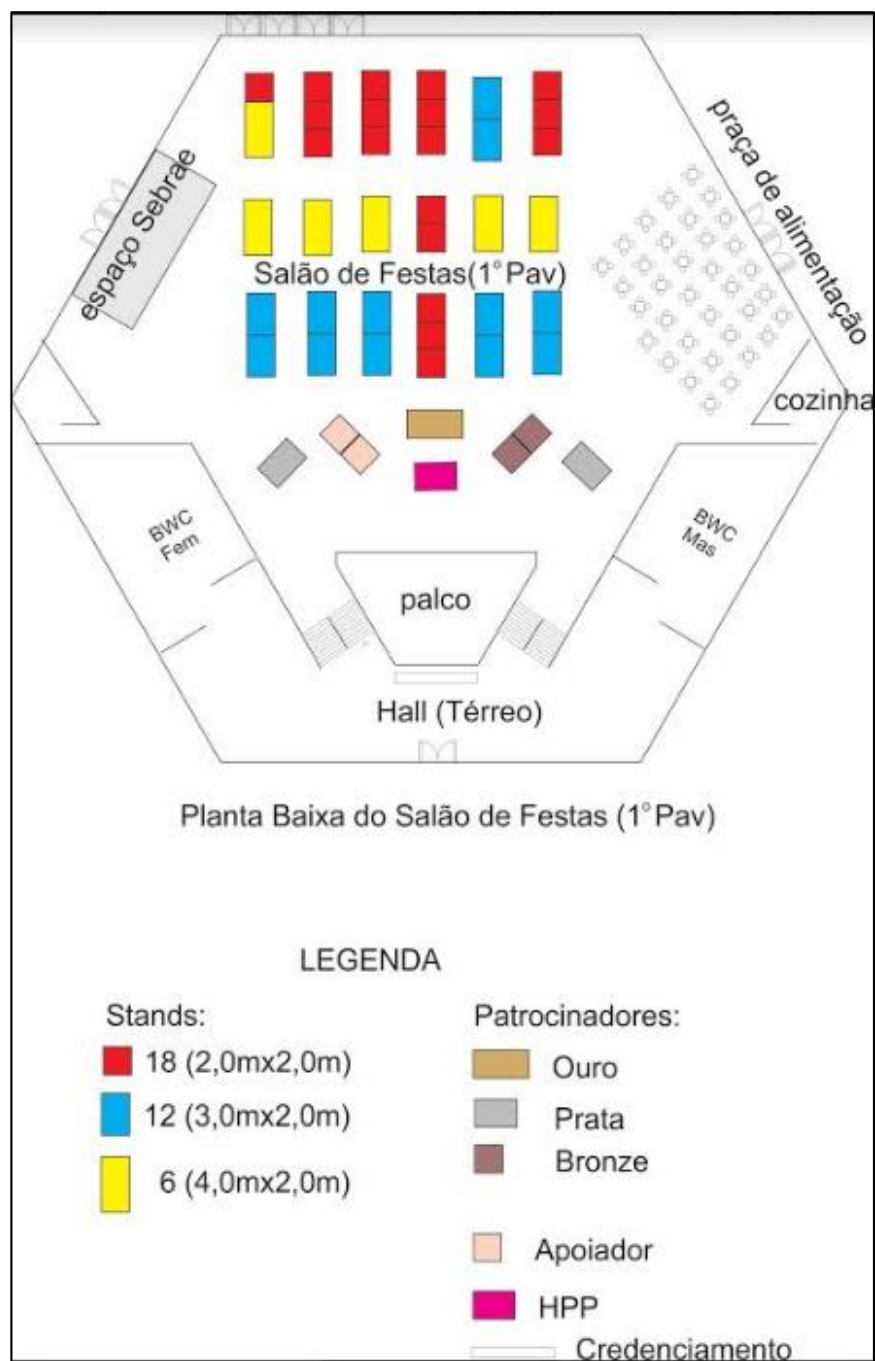 praça de alimentação
espaço Sebrae
Salão de Festas(1° Pav)
cozinha
BWC
Fem
BWC
Mas
palco
Hall (Térreo)
Planta Baixa do Salão de Festas (1° Pav)
LEGENDA
Stands:
18 (2,0mx2,0m)
12 (3,0mx2,0m)
6 (4,0mx2,0m)
Patrocinadores:
Ouro
Prata
Bronze
Apoiador
HPP
Credenciamento